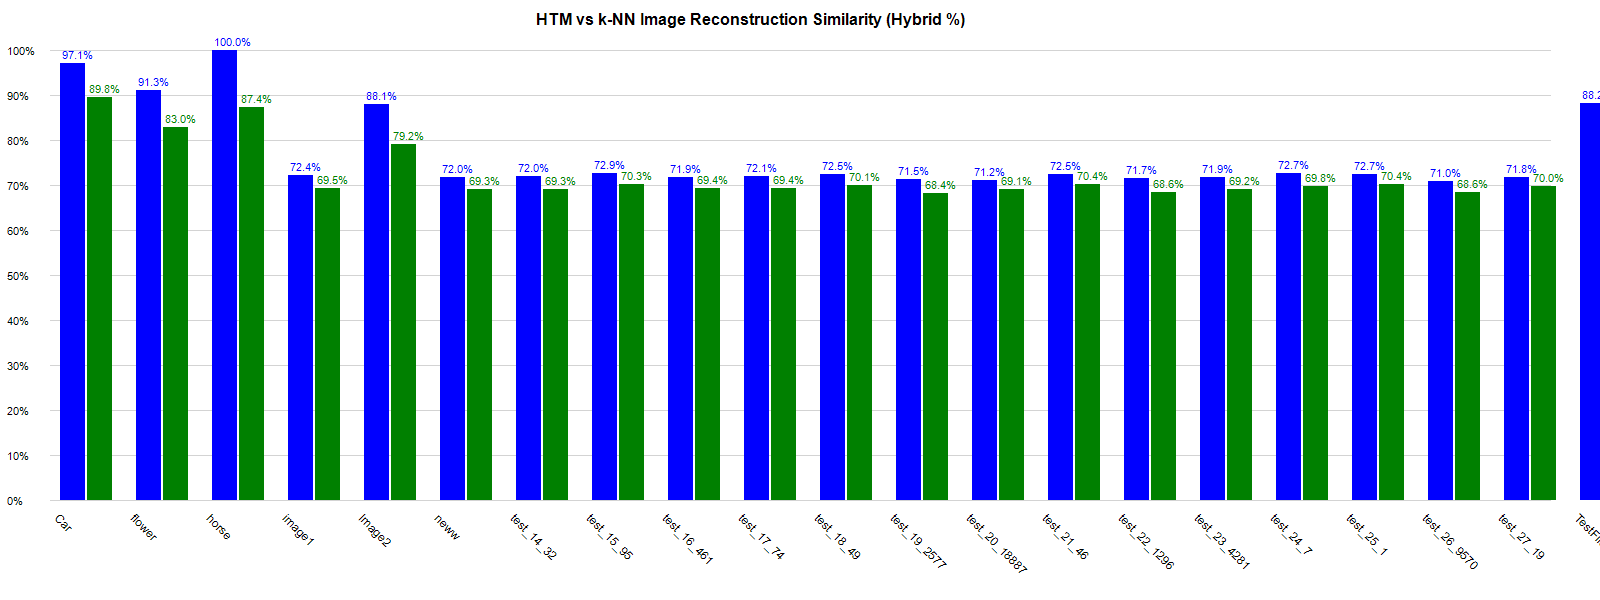 HTM vs k-NN Image Reconstruction Similarity (Hybrid %)
100%
90%
80%
70%
60%
50%
40%
30%
20%
10%
0%
97.1%
89.8%
91.3%
83.0%
100.0%
87.4%
72.4%
69.5%
88.1%
79.2%
72.0%
69.3%
72.0%
69.3%
72.9%
70.3%
71.9%
69.4%
72.1%
69.4%
72.5%
70.1%
71.5%
68.4%
71.2%
69.1%
72.5%
70.4%
71.7%
68.6%
71.9%
69.2%
72.7%
69.8%
72.7%
70.4%
71.0%
68.6%
71.8%
70.0%
88.2
Car
flower
horse
image1
Image2
neww
test_14_32
test_15_95
test_16_461
test_17_74
test_18_49
test_19_2577
test_20_18887
test_21_46
test_22_1296
test_23_4281
test_24_7
test_25_1
test_26_9570
test_27_19